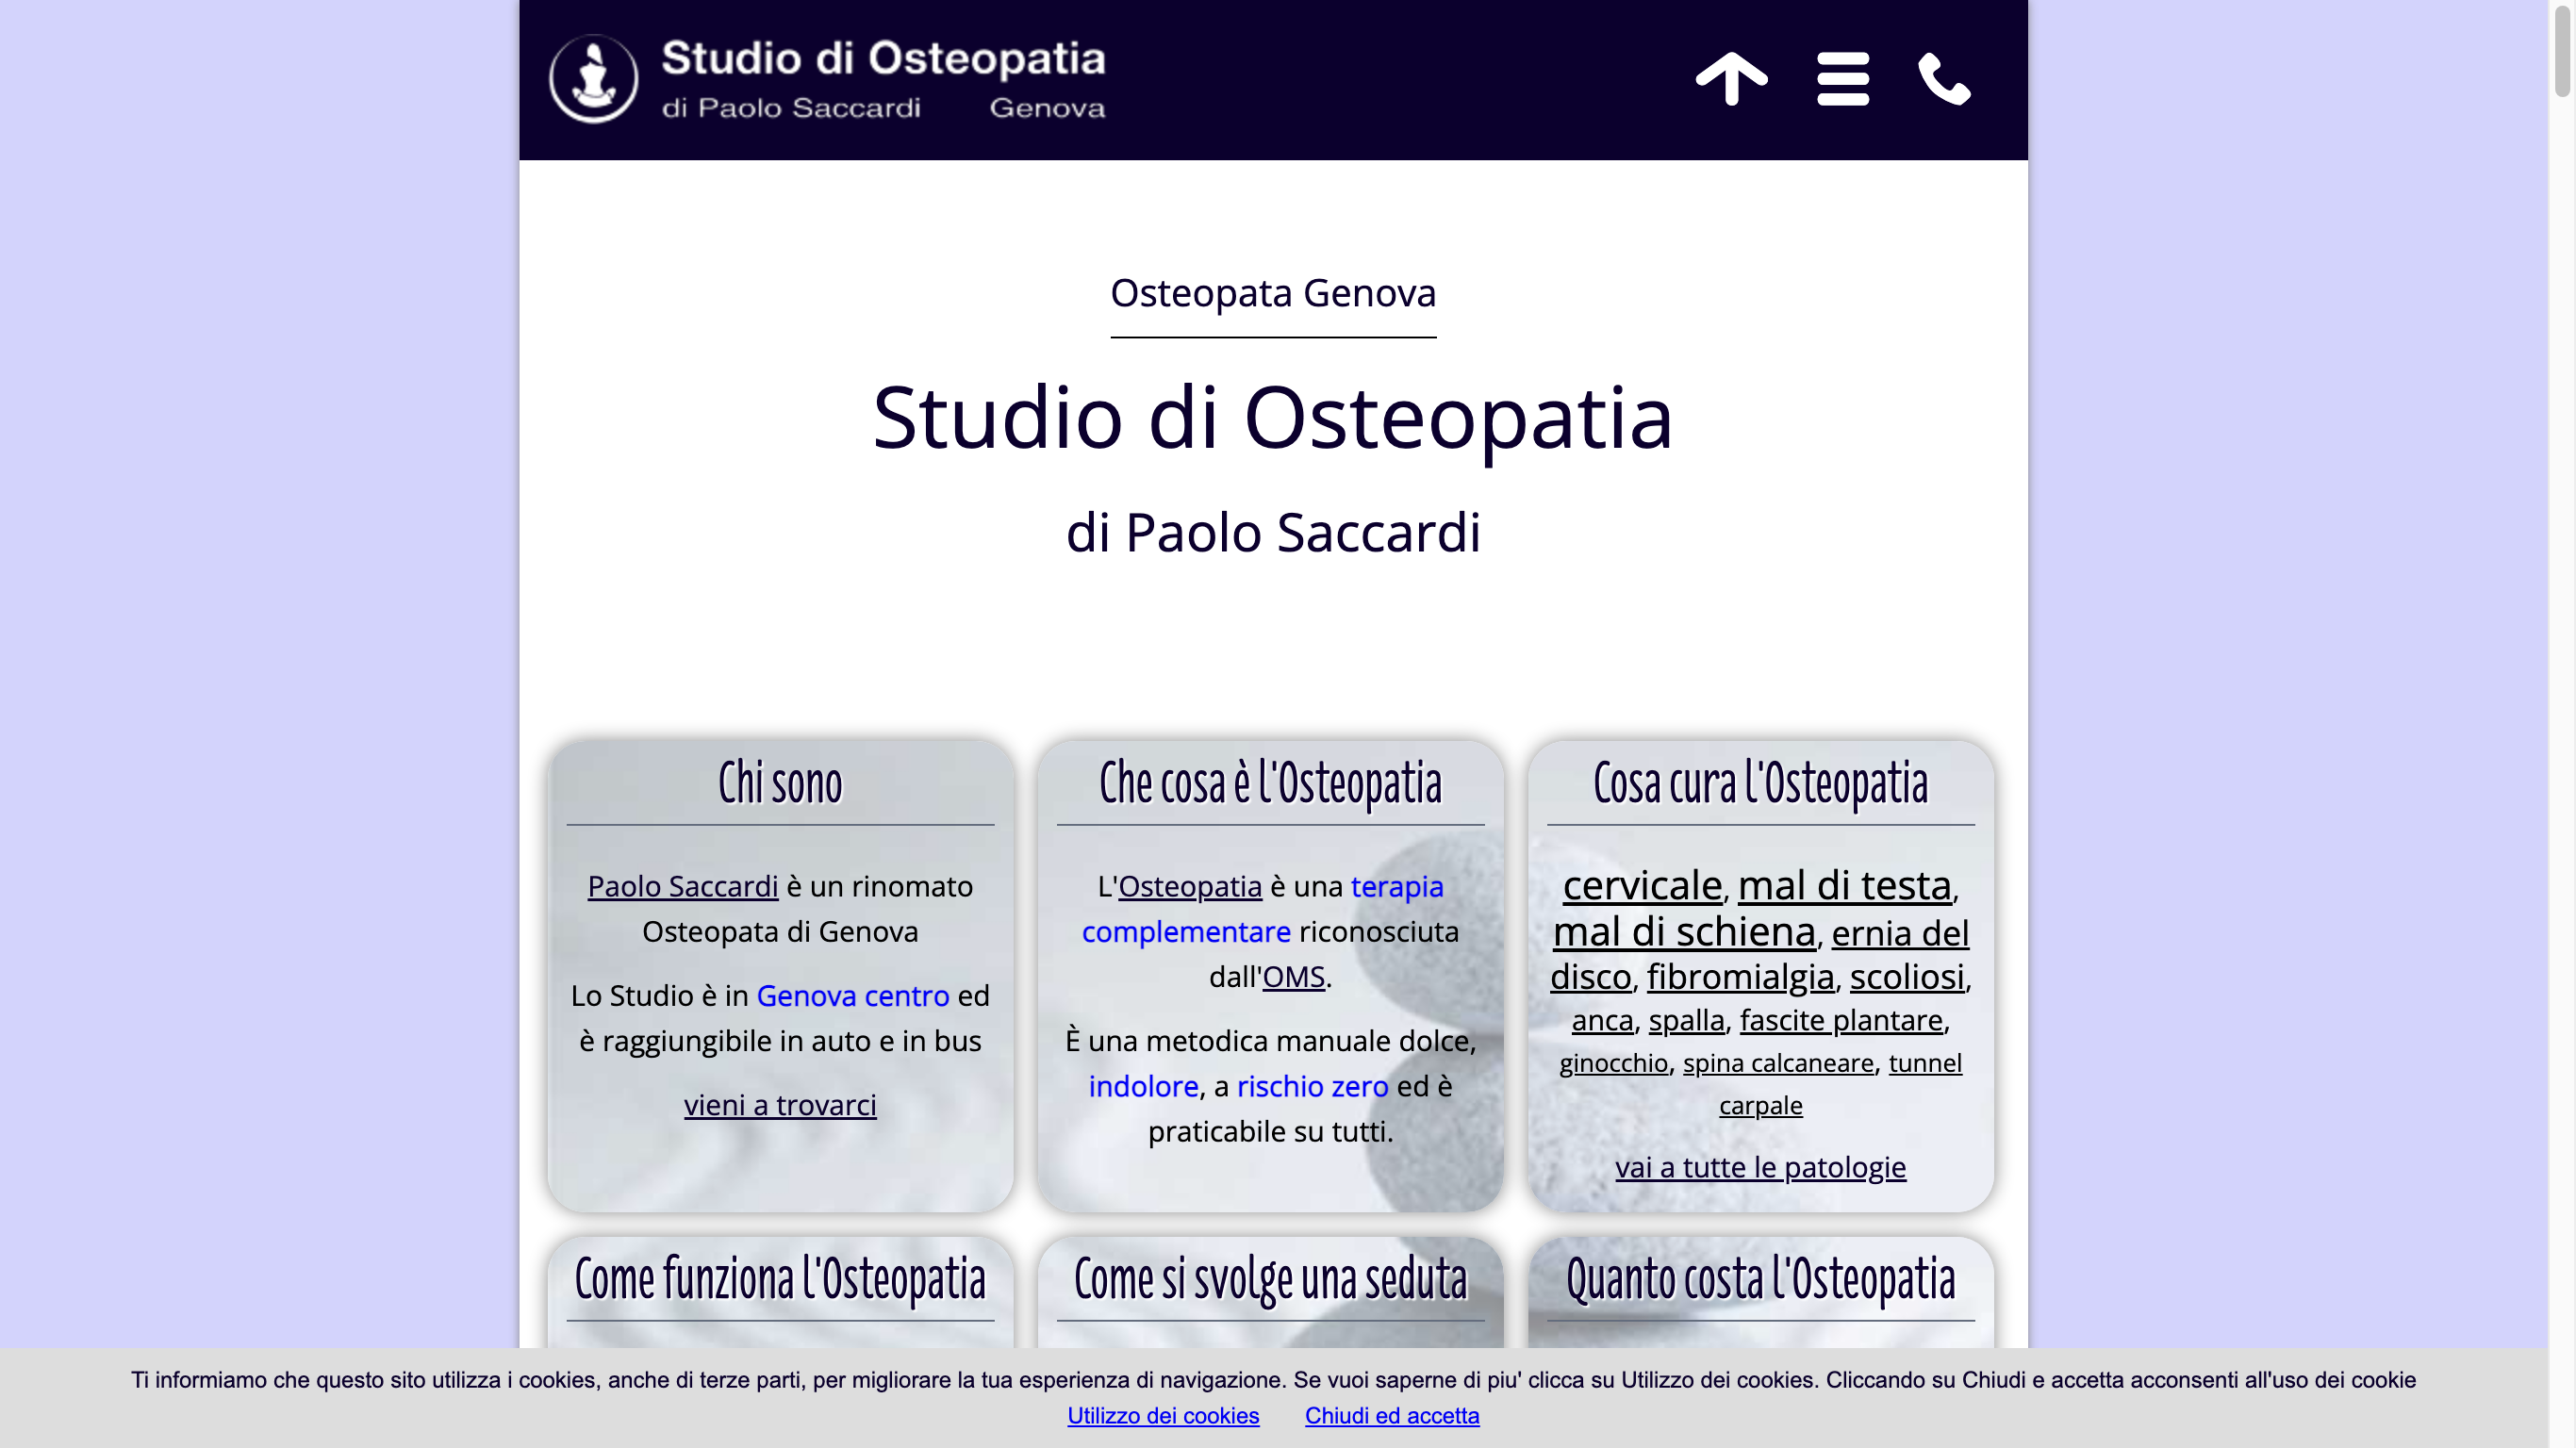 Studio di Osteopatia
di Paolo Saccardi Genova
Osteopata Genova
Studio di Osteopatia
di Paolo Saccardi
Chi sono
Paolo Saccardi è un rinomato
Osteopata di Genova
Lo Studio è in Genova centro ed
è raggiungibile in auto e in bus
vieni a trovarci
Che cosa è l'Osteopatia
L'Osteopatia è una terapia
complementare riconosciuta
dall'OMS.
È una metodica manuale dolce,
indolore, a rischio zero ed è
praticabile su tutti.
Cosa cura l'Osteopatia
cervicale, mal di testa,
mal di schiena, ernia del
disco, fibromialgia, scoliosi,
anca, spalla, fascite plantare,
ginocchio, spina calcaneare, tunnel
carpale
vai a tutte le patologie
Come funziona l'Osteopatia
Come si svolge una seduta
Quanto costa l'Osteopatia
Ti informiamo che questo sito utilizza i cookies, anche di terze parti, per migliorare la tua esperienza di navigazione. Se vuoi saperne di piu' clicca su Utilizzo dei cookies. Cliccando su Chiudi e accetta acconsenti all'uso dei cookie
Utilizzo dei cookies Chiudi ed accetta